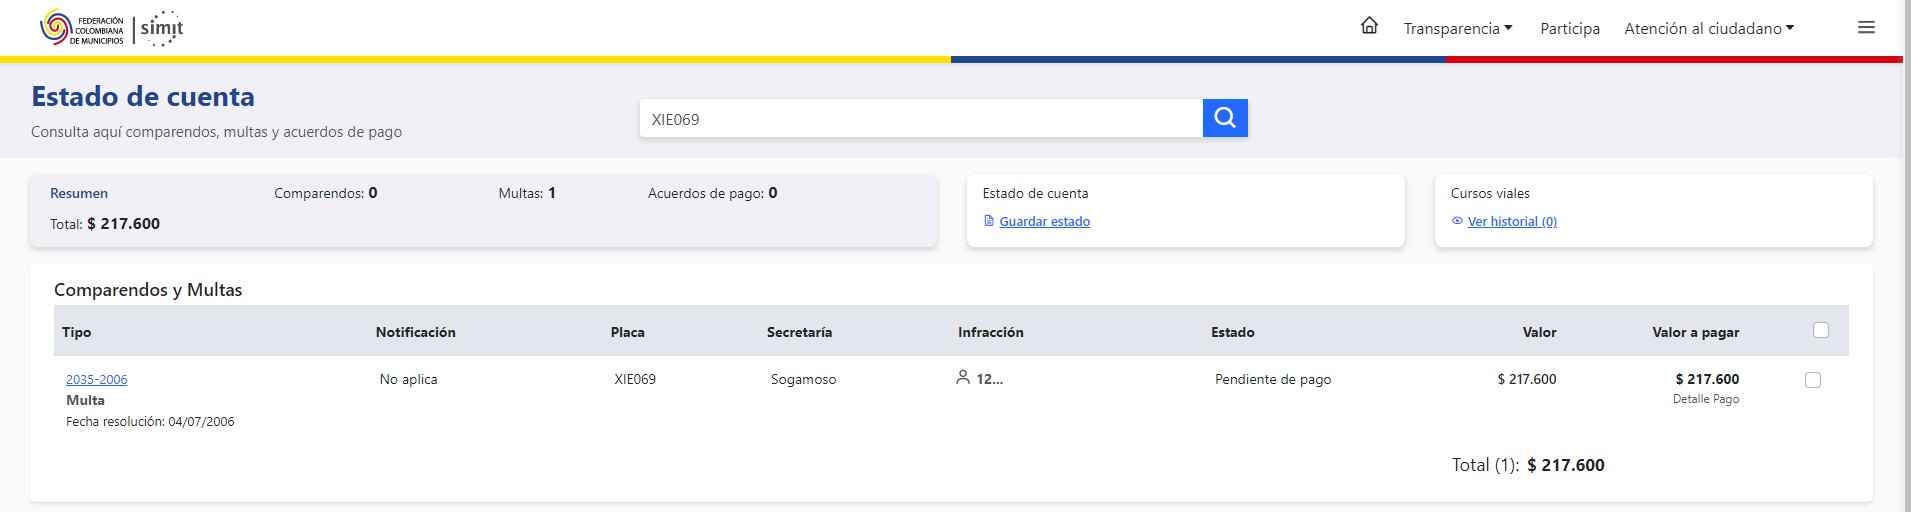 FEDERACIÓN
COLOMBIANA
DE MUNICIPIOS
simit
Transparencia
Participa
Atención al ciudadano
Estado de cuenta
Consulta aquí comparendos, multas y acuerdos de pago
XIE069
Resumen
Comparendos: 0
Multas: 1
Acuerdos de pago: 0
Total: $ 217.600
Estado de cuenta
Guardar estado
Cursos viales
Ver historial (0)
Comparendos y Multas
Tipo Notificación Placa Secretaría Infracción Estado Valor Valor a pagar
2035-2006 No aplica XIE069 Sogamoso 12... Pendiente de pago $ 217.600 $ 217.600
Multa Detalle Pago
Fecha resolución: 04/07/2006
Total (1): $ 217.600